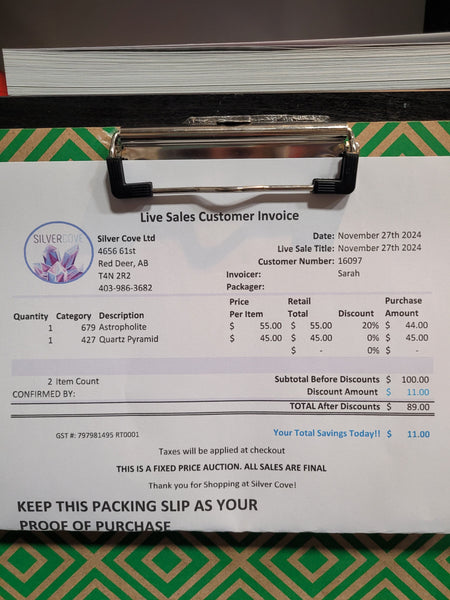 Live Sales Customer Invoice
SILVERCOVE
Silver Cove Ltd
4656 61st
Red Deer, AB
T4N 2R2
403-986-3682
Date: November 27th 2024
Live Sale Title: November 27th 2024
Customer Number: 16097
Invoicer: Sarah
Packager:
Quantity Category Description Price Per Item Retail Total Discount Purchase Amount
1 679 Astropholite $ 55.00 $ 55.00 20% $ 44.00
1 427 Quartz Pyramid $ 45.00 $ 45.00 0% $ 45.00
$ - 0% $ -
2 Item Count Subtotal Before Discounts $ 100.00
CONFIRMED BY: Discount Amount $ 11.00
TOTAL After Discounts $ 89.00
GST #: 797981495 RT0001 Your Total Savings Today!! $ 11.00
Taxes will be applied at checkout
THIS IS A FIXED PRICE AUCTION. ALL SALES ARE FINAL
Thank you for Shopping at Silver Cove!
KEEP THIS PACKING SLIP AS YOUR
PROOF OF PURCHASE